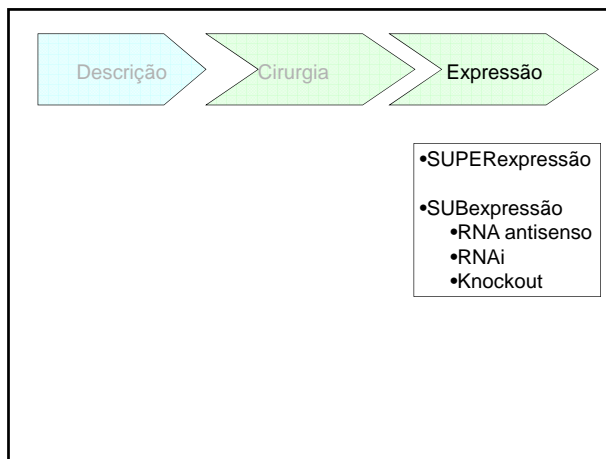 Descrição
Cirurgia
Expressão
•SUPERexpressão
•SUBexpressão
•RNA antisenso
•RNAi
•Knockout